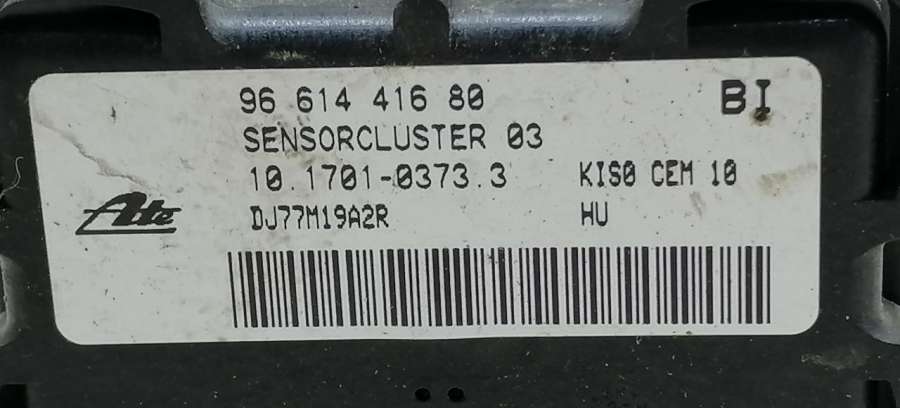 96 614 416 80 BI
SENSORCLUSTER 03
10.1701-0373.3 KIS0 CEM 10
Ate
DJ77M19A2R HU